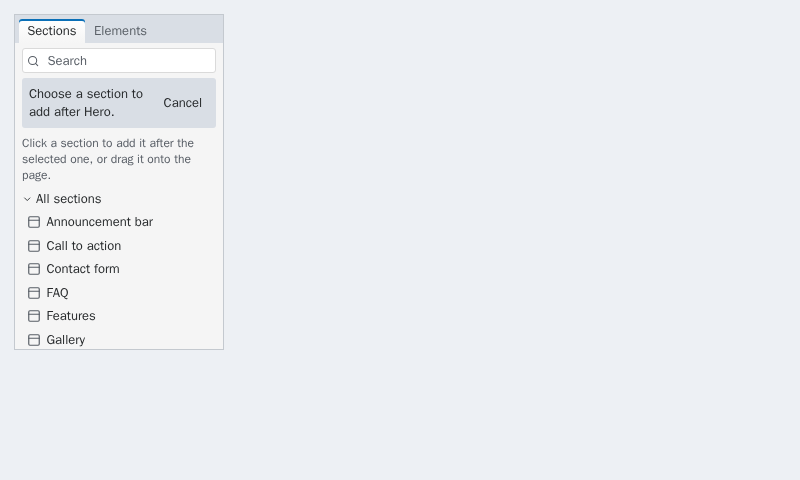 Sections Elements
Search
Choose a section to
add after Hero.
Cancel
Click a section to add it after the
selected one, or drag it onto the
page.
All sections
Announcement bar
Call to action
Contact form
FAQ
Features
Gallery